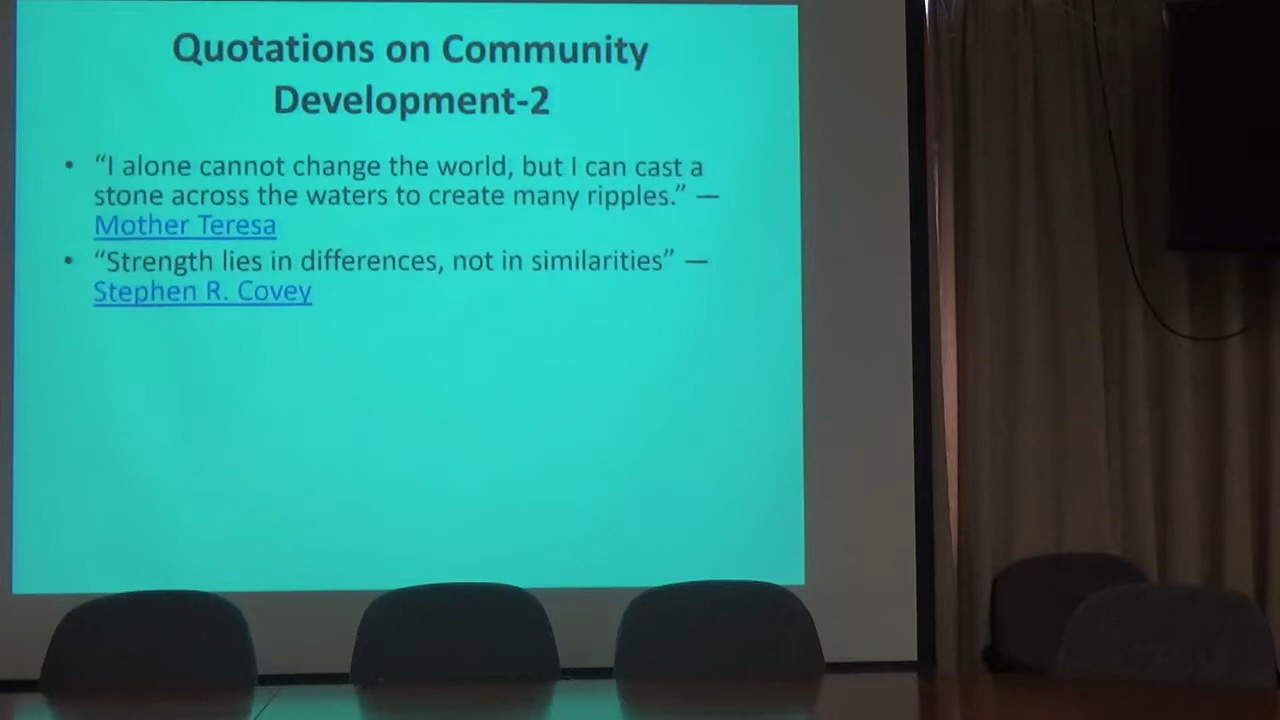 Quotations on Community
Development-2
• “I alone cannot change the world, but I can cast a
stone across the waters to create many ripples.” —
Mother Teresa
• “Strength lies in differences, not in similarities” —
Stephen R. Covey